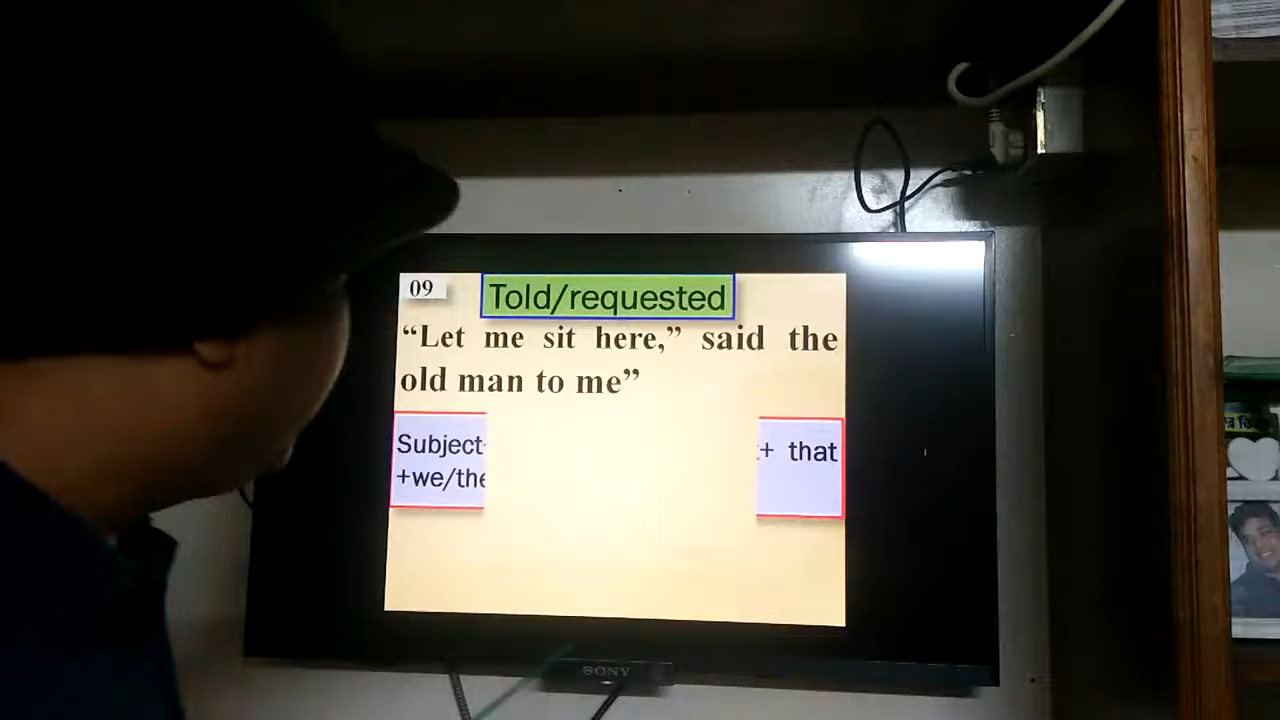 09
Told/requested
“Let me sit here,” said the
old man to me”
Subject
+ that
+we/the
SONY